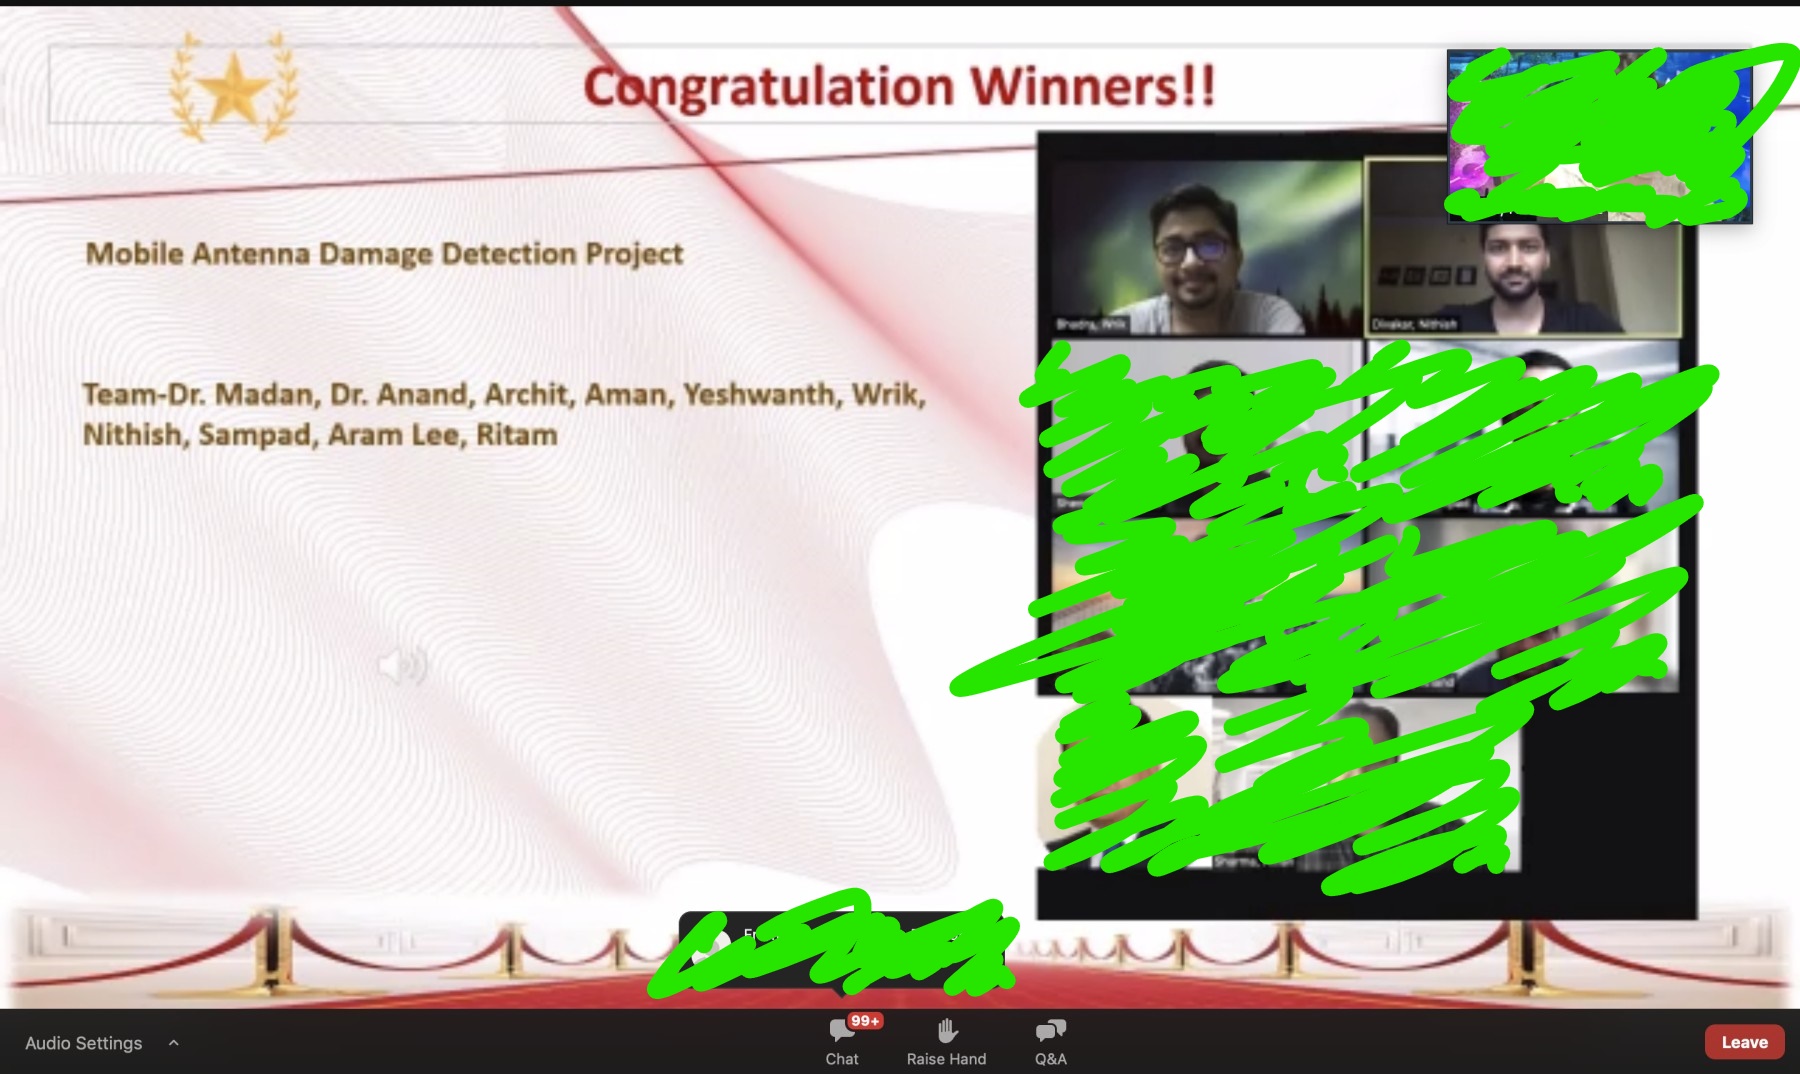 Congratulation Winners!!
Mobile Antenna Damage Detection Project
Team-Dr. Madan, Dr. Anand, Archit, Aman, Yeshwanth, Wrik,
Nithish, Sampad, Aram Lee, Ritam
Bhadra, Wrik
Divakar, Nithish
Audio Settings
99+
Chat
Raise Hand
Q&A
Leave